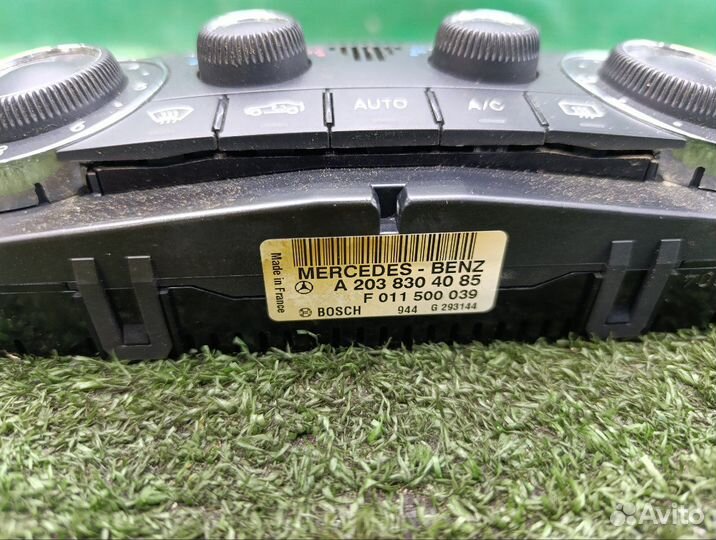 AUTO
A/C
Made in France
MERCEDES - BENZ
A 203 830 40 85
F 011 500 039
BOSCH 944 G 293144
Avito